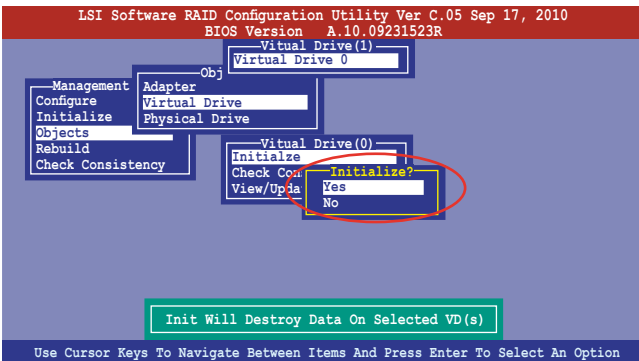 LSI Software RAID Configuration Utility Ver C.05 Sep 17, 2010
BIOS Version A.10.09231523R
Vitual Drive(1)
Virtual Drive 0
Obj
Adapter
Virtual Drive
Physical Drive
Management
Configure
Initialize
Objects
Rebuild
Check Consistency
Vitual Drive(0)
Initialze
Check Con
View/Upda
Initialize?
Yes
No
Init Will Destroy Data On Selected VD(s)
Use Cursor Keys To Navigate Between Items And Press Enter To Select An Option